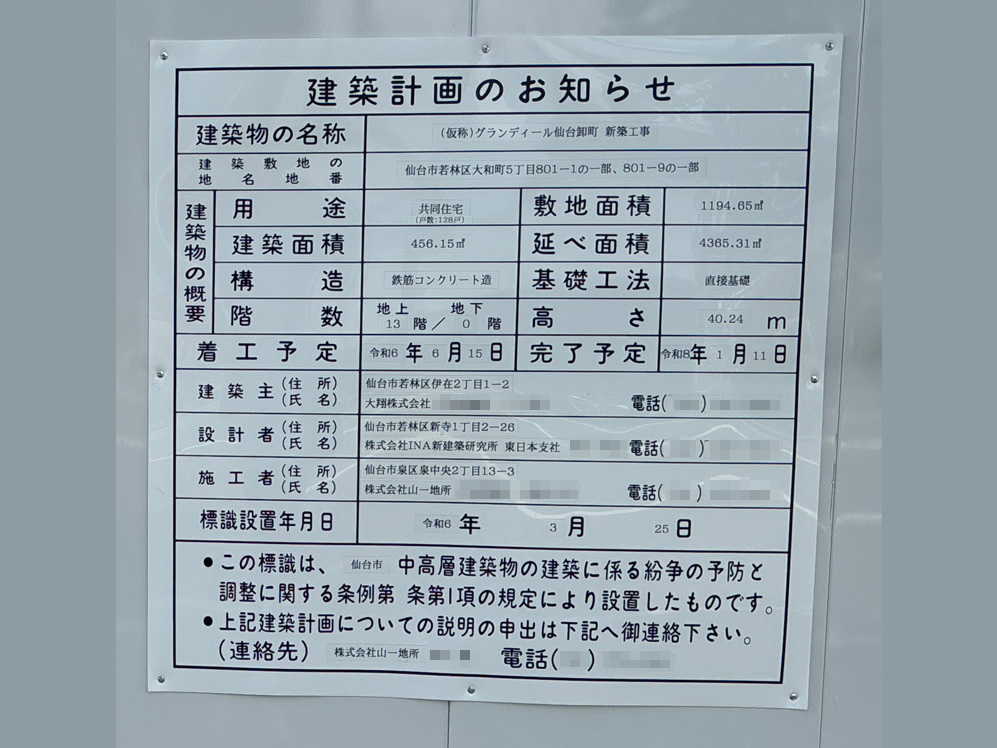 建築計画のお知らせ
建築物の名称 (仮称)グランディール仙台卸町 新築工事
建築敷地の地名地番 仙台市若林区大和町5丁目801-1の一部、801-9の一部
建築物の概要
用途 共同住宅 (戸数:128戸) 敷地面積 1194.65㎡
建築面積 456.15㎡ 延べ面積 4365.31㎡
構造 鉄筋コンクリート造 基礎工法 直接基礎
階数 地上 13 階/ 地下 0 階 高さ 40.24 m
着工予定 令和6 年 6 月 15 日 完了予定 令和8 年 1 月 11 日
建築主 (住所) 仙台市若林区伊在2丁目1-2
(氏名) 大翔株式会社 電話( )
設計者 (住所) 仙台市若林区新寺1丁目2-26
(氏名) 株式会社INA新建築研究所 東日本支社 電話( )
施工者 (住所) 仙台市泉区泉中央2丁目13-3
(氏名) 株式会社山一地所 電話( )
標識設置年月日 令和6 年 3 月 25 日
●この標識は、 仙台市 中高層建築物の建築に係る紛争の予防と
調整に関する条例第 条第1項の規定により設置したものです。
●上記建築計画についての説明の申出は下記へ御連絡下さい。
(連絡先) 株式会社山一地所 電話( )